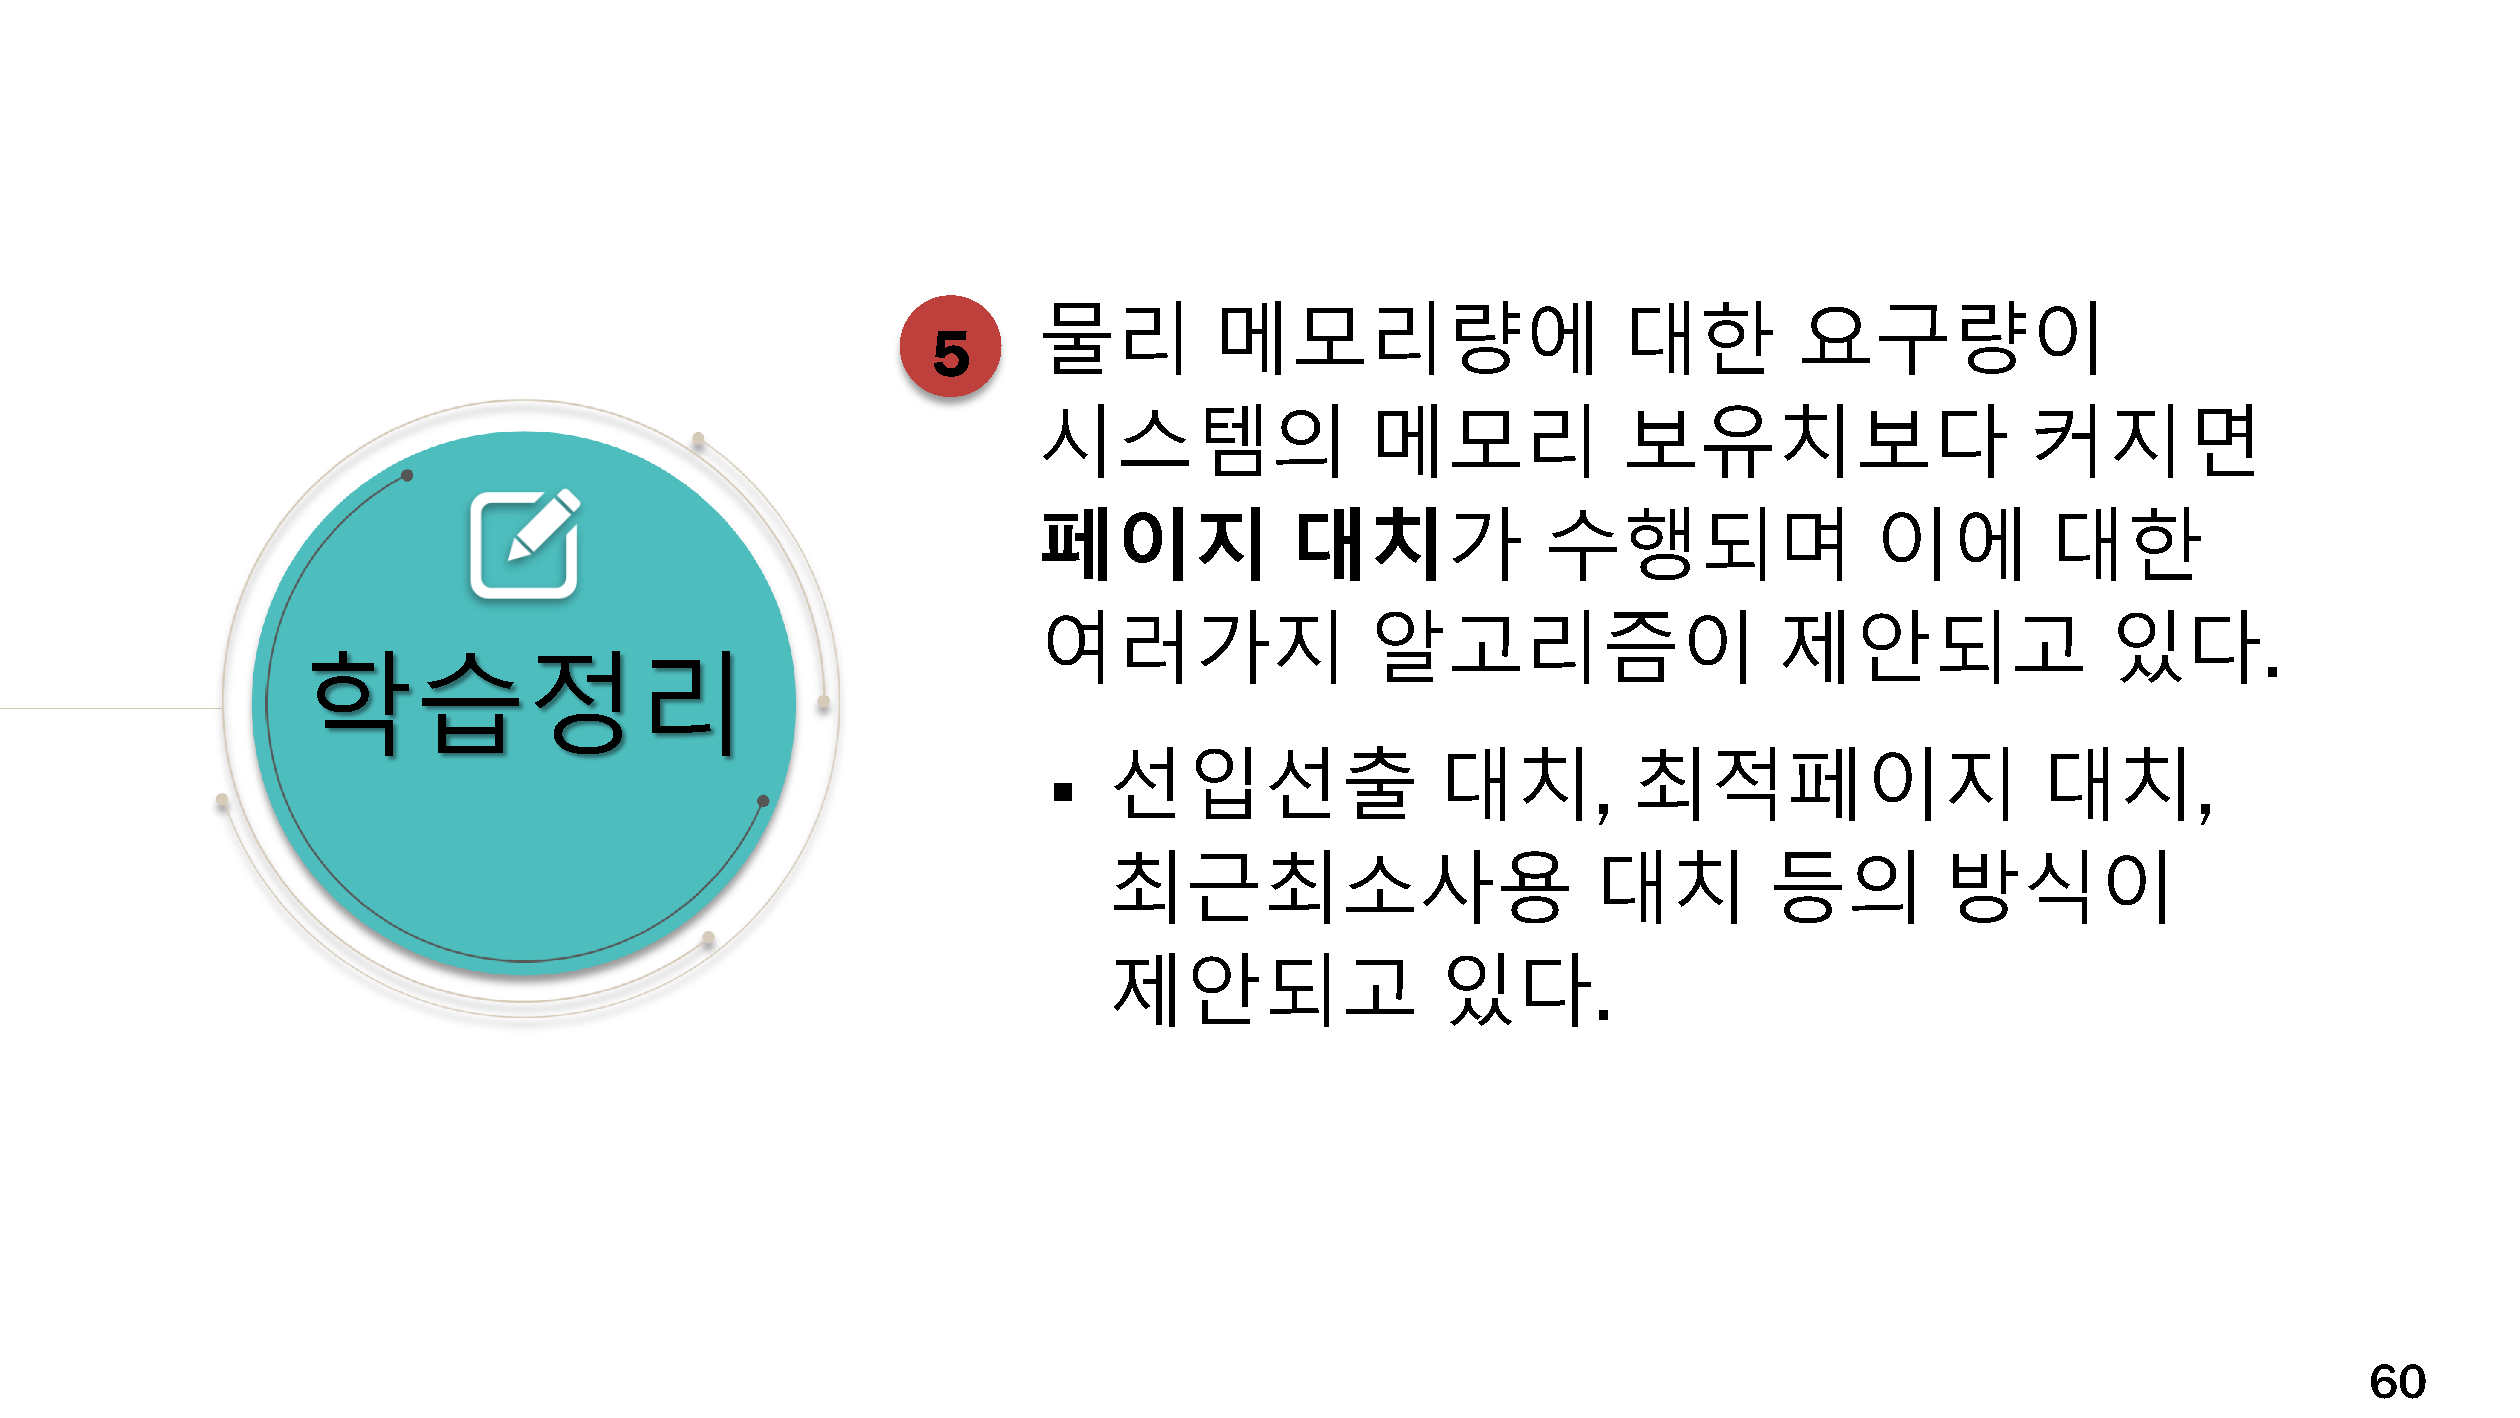 학습정리
5
물리 메모리량에 대한 요구량이
시스템의 메모리 보유치보다 커지면
페이지 대치가 수행되며 이에 대한
여러가지 알고리즘이 제안되고 있다.
▪ 선입선출 대치, 최적페이지 대치,
최근최소사용 대치 등의 방식이
제안되고 있다.
60